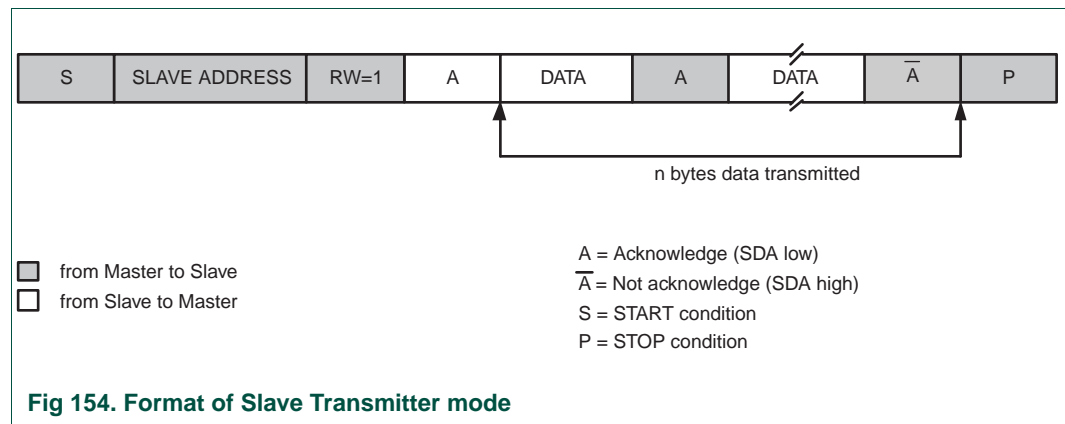 S SLAVE ADDRESS RW=1 A DATA A DATA A̅ P
n bytes data transmitted
from Master to Slave
from Slave to Master
A = Acknowledge (SDA low)
A̅ = Not acknowledge (SDA high)
S = START condition
P = STOP condition
Fig 154. Format of Slave Transmitter mode